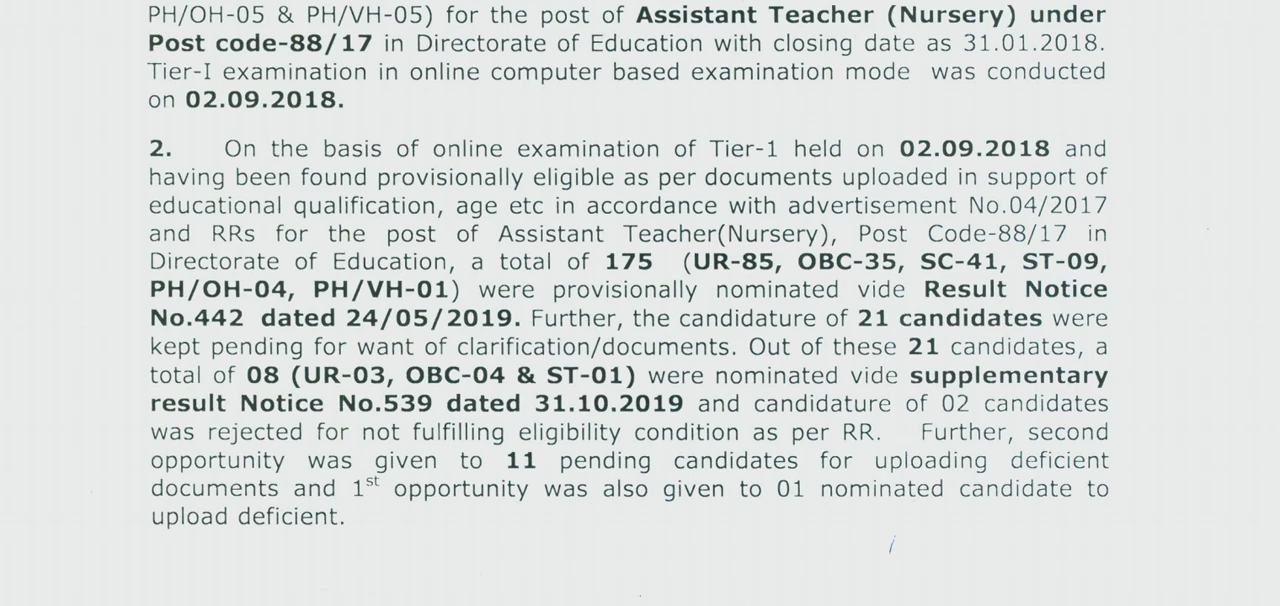 PH/OH-05 & PH/VH-05) for the post of Assistant Teacher (Nursery) under
Post code-88/17 in Directorate of Education with closing date as 31.01.2018.
Tier-I examination in online computer based examination mode was conducted
on 02.09.2018.
2. On the basis of online examination of Tier-1 held on 02.09.2018 and
having been found provisionally eligible as per documents uploaded in support of
educational qualification, age etc in accordance with advertisement No.04/2017
and RRs for the post of Assistant Teacher(Nursery), Post Code-88/17 in
Directorate of Education, a total of 175 (UR-85, OBC-35, SC-41, ST-09,
PH/OH-04, PH/VH-01) were provisionally nominated vide Result Notice
No.442 dated 24/05/2019. Further, the candidature of 21 candidates were
kept pending for want of clarification/documents. Out of these 21 candidates, a
total of 08 (UR-03, OBC-04 & ST-01) were nominated vide supplementary
result Notice No.539 dated 31.10.2019 and candidature of 02 candidates
was rejected for not fulfilling eligibility condition as per RR. Further, second
opportunity was given to 11 pending candidates for uploading deficient
documents and 1st opportunity was also given to 01 nominated candidate to
upload deficient.